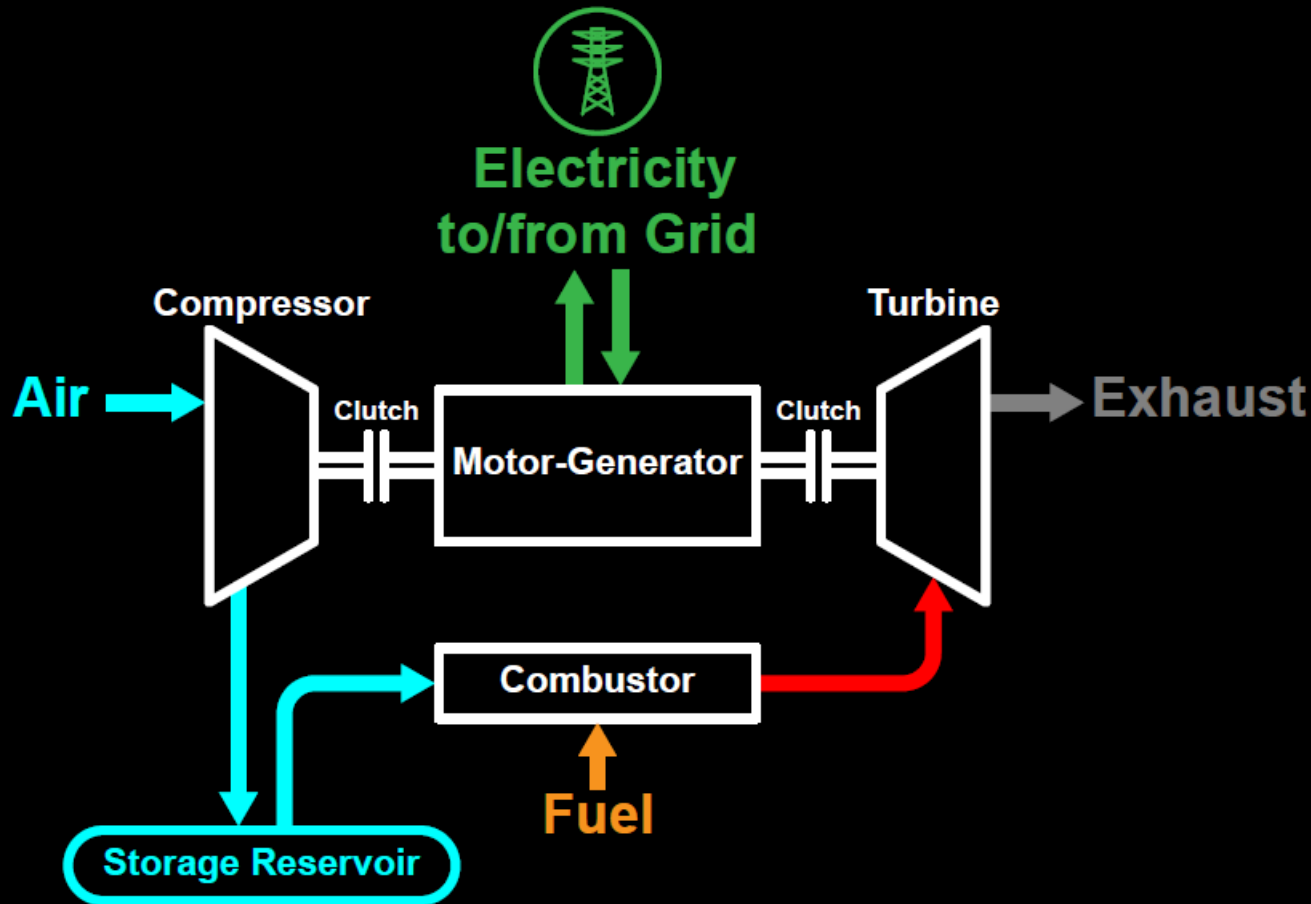 Electricity
to/from Grid
Compressor
Turbine
Air
Clutch
Clutch
Exhaust
Motor-Generator
Combustor
Fuel
Storage Reservoir